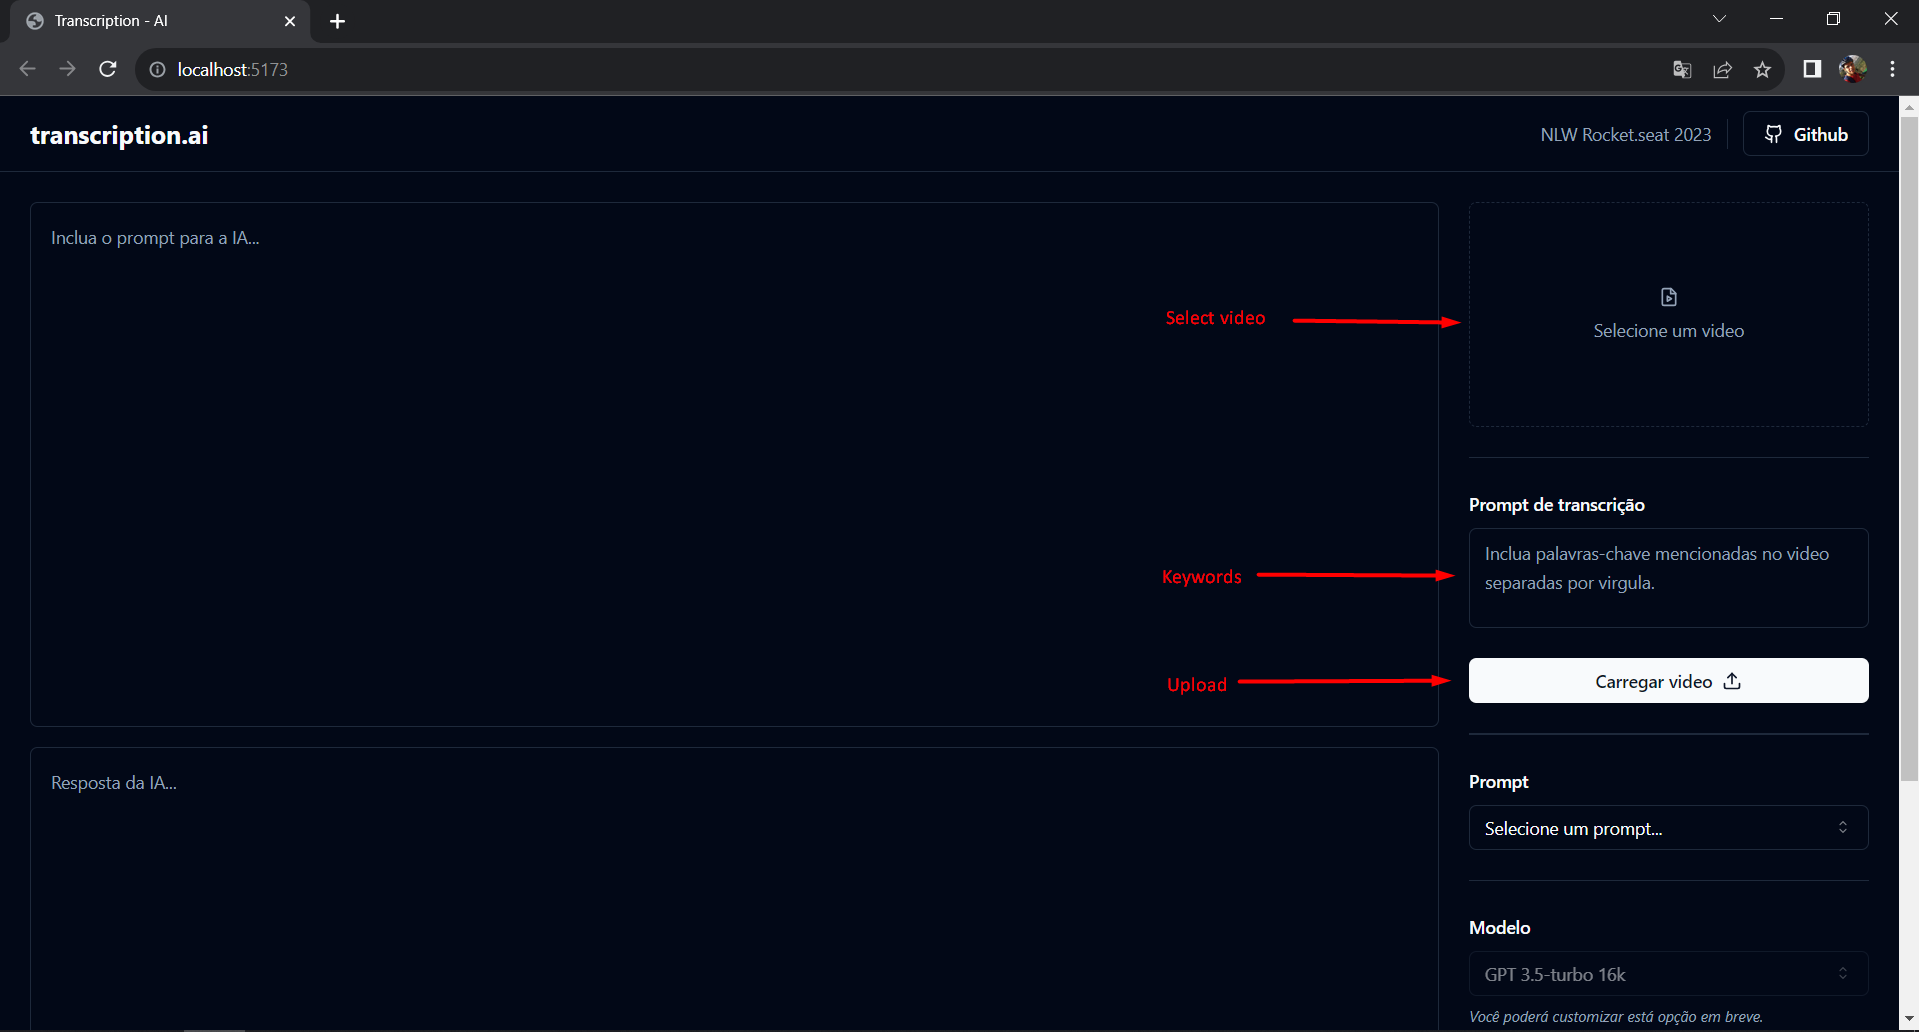 Transcription - AI
localhost:5173
transcription.ai
NLW Rocket.seat 2023
Github
Inclua o prompt para a IA...
Select video
Selecione um video
Prompt de transcrição
Keywords
Inclua palavras-chave mencionadas no video
separadas por virgula.
Upload
Carregar video
Resposta da IA...
Prompt
Selecione um prompt...
Modelo
GPT 3.5-turbo 16k
Você poderá customizar está opção em breve.